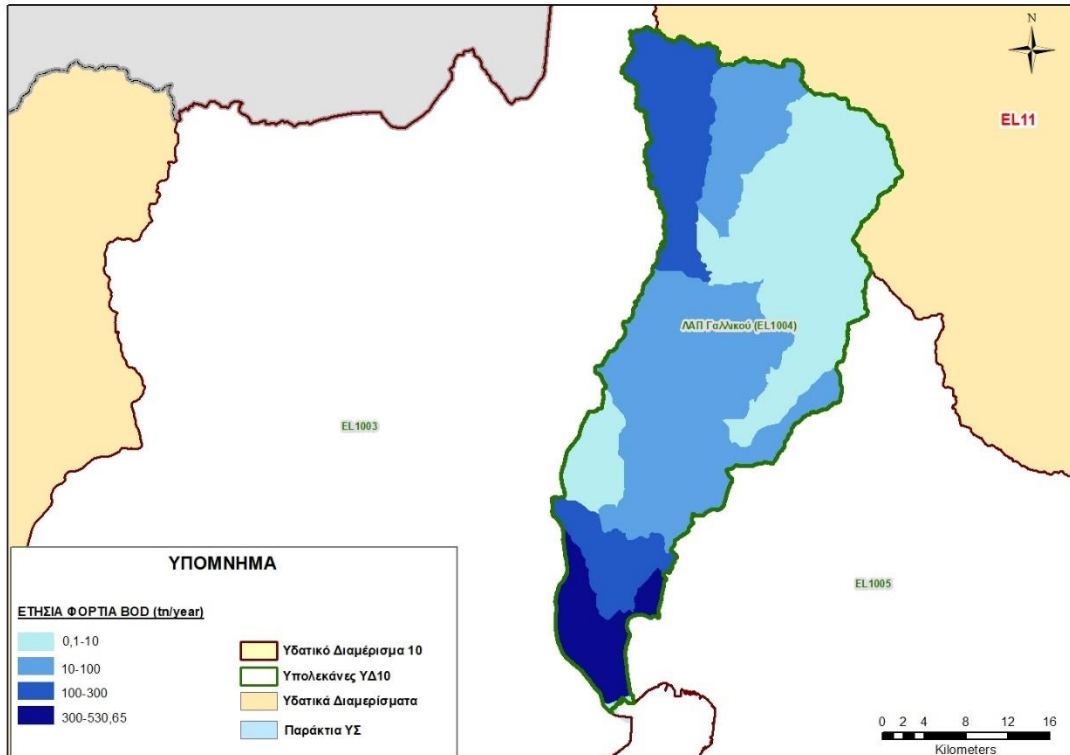 N
EL11
ΛΑΠ Γαλλικού (EL1004)
EL1003
EL1005
ΥΠΟΜΝΗΜΑ
ΕΤΗΣΙΑ ΦΟΡΤΙΑ BOD (tn/year)
0,1-10
10-100
100-300
300-530,65
Υδατικό Διαμέρισμα 10
Υπολεκάνες ΥΔ10
Υδατικά Διαμερίσματα
Παράκτια ΥΣ
0 2 4 8 12 16
Kilometers